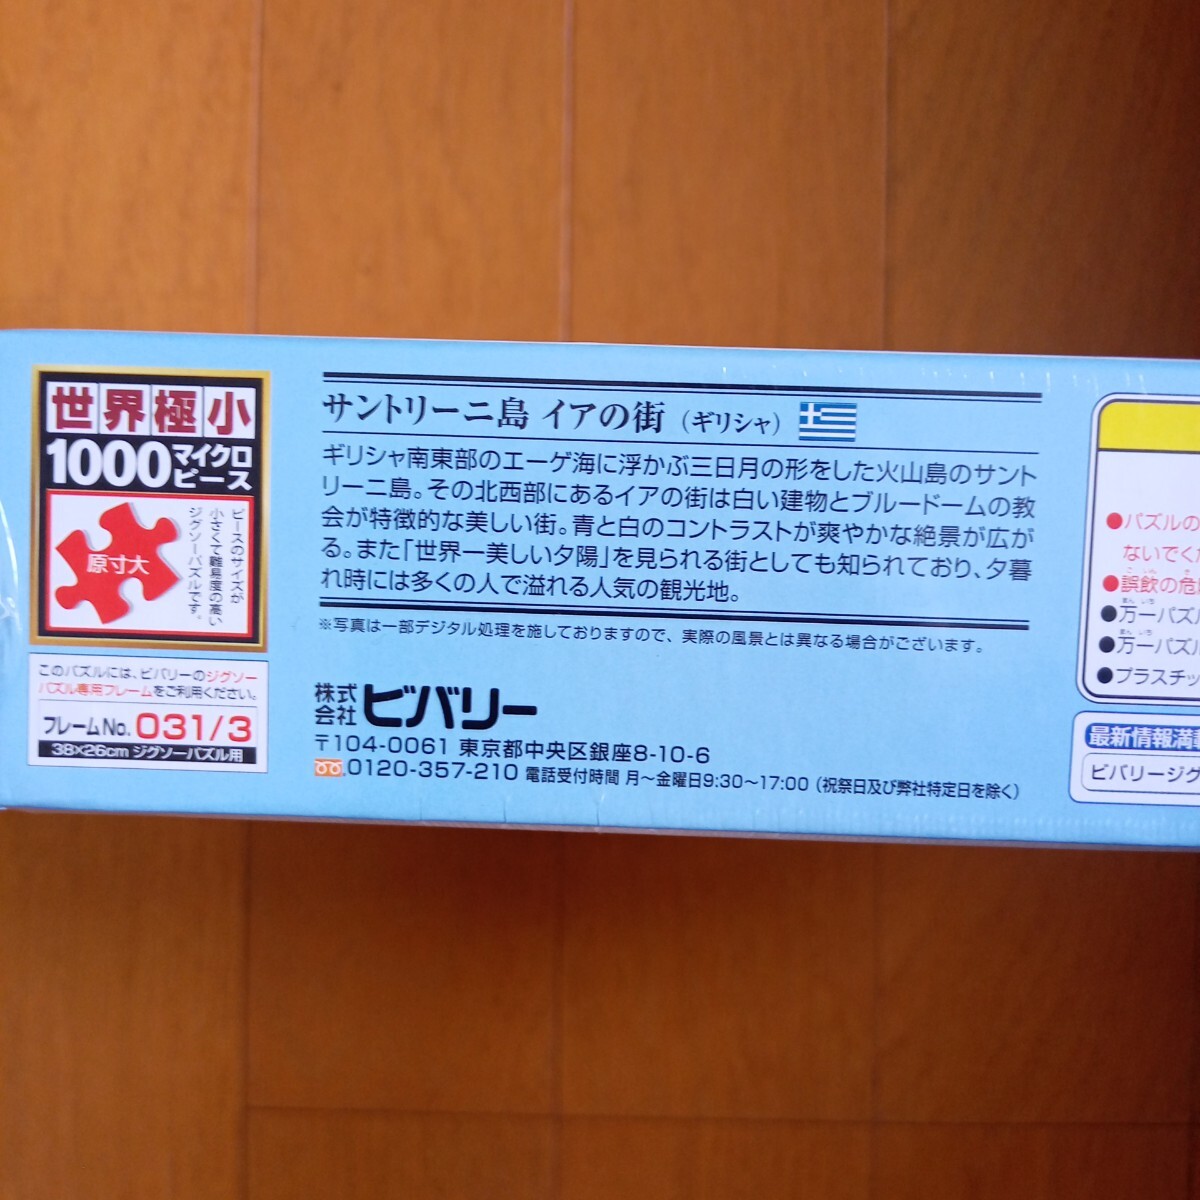 世界極小
1000マイクロピース
原寸大
ピースのサイズが
小さくて難易度の高い
ジグソーパズルです。
このパズルには、ビバリーのジグソー
パズル専用フレームをご利用ください。
フレームNo. 031/3
38×26cm ジグソーパズル用
サントリーニ島 イアの街（ギリシャ）
ギリシャ南東部のエーゲ海に浮かぶ三日月の形をした火山島のサント
リーニ島。その北西部にあるイアの街は白い建物とブルードームの教
会が特徴的な美しい街。青と白のコントラストが爽やかな絶景が広が
る。また「世界一美しい夕陽」を見られる街としても知られており、夕暮
れ時には多くの人で溢れる人気の観光地。
※写真は一部デジタル処理を施しておりますので、実際の風景とは異なる場合がございます。
株式会社 ビバリー
〒104-0061 東京都中央区銀座8-10-6
0120-357-210 電話受付時間 月～金曜日9:30～17:00（祝祭日及び弊社特定日を除く）
●パズルの
ないでく
●誤飲の危
●万一パズル
●万一パズル
●プラスチッ
最新情報満載
ビバリージグ